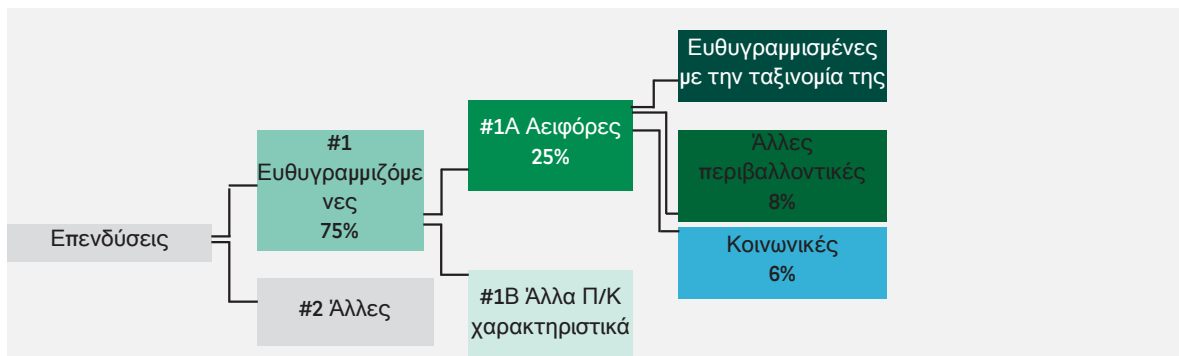 Επενδύσεις
#1
Ευθυγραμμιζόμε
νες
75%
#2 Άλλες
#1Α Αειφόρες
25%
#1Β Άλλα Π/Κ
χαρακτηριστικά
Ευθυγραμμισμένες
με την ταξινομία της
Άλλες
περιβαλλοντικές
8%
Κοινωνικές
6%